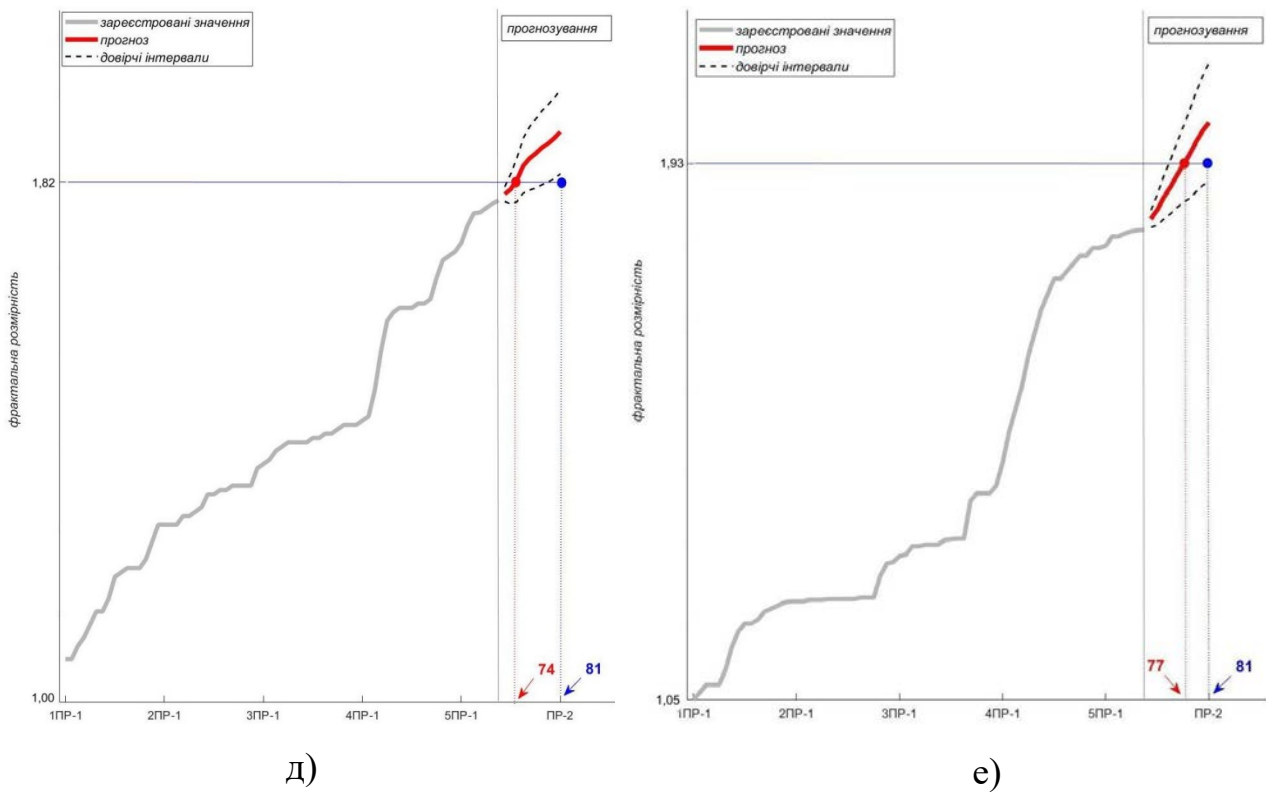 зареєстровані значення
прогноз
довірчі інтервали
прогнозування
1,82
фрактальна розмірність
74
81
1,00
1ПР-1
2ПР-1
3ПР-1
4ПР-1
5ПР-1
ПР-2
д)
зареєстровані значення
прогноз
довірчі інтервали
прогнозування
1,93
фрактальна розмірність
77
81
1,05
1ПР-1
2ПР-1
3ПР-1
4ПР-1
5ПР-1
ПР-2
е)